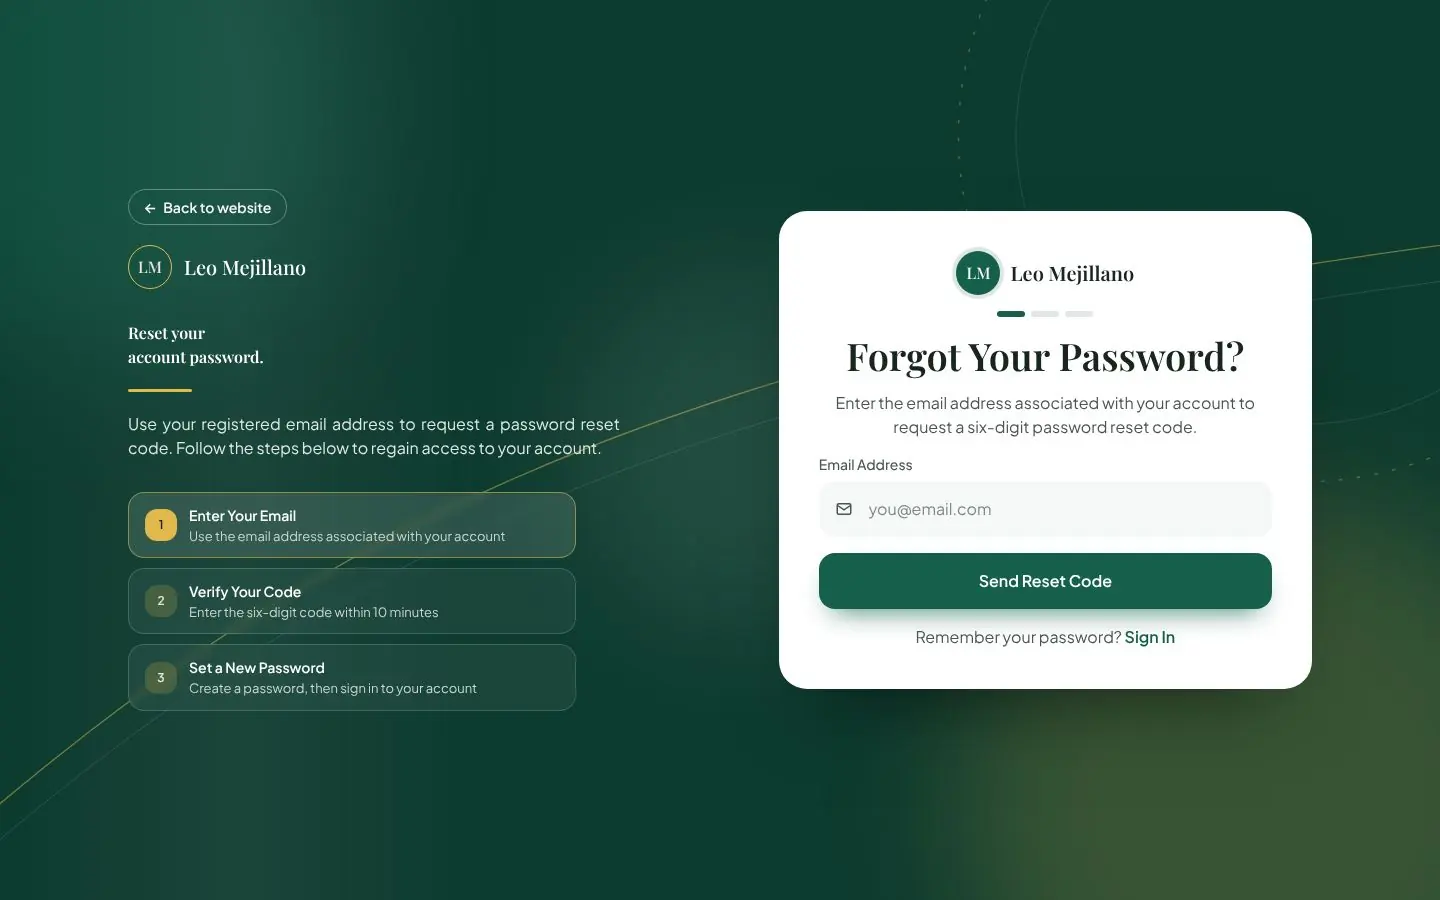 ← Back to website
LM Leo Mejillano
Reset your
account password.
Use your registered email address to request a password reset
code. Follow the steps below to regain access to your account.
1 Enter Your Email
Use the email address associated with your account
2 Verify Your Code
Enter the six-digit code within 10 minutes
3 Set a New Password
Create a password, then sign in to your account
LM Leo Mejillano
Forgot Your Password?
Enter the email address associated with your account to
request a six-digit password reset code.
Email Address
you@email.com
Send Reset Code
Remember your password? Sign In